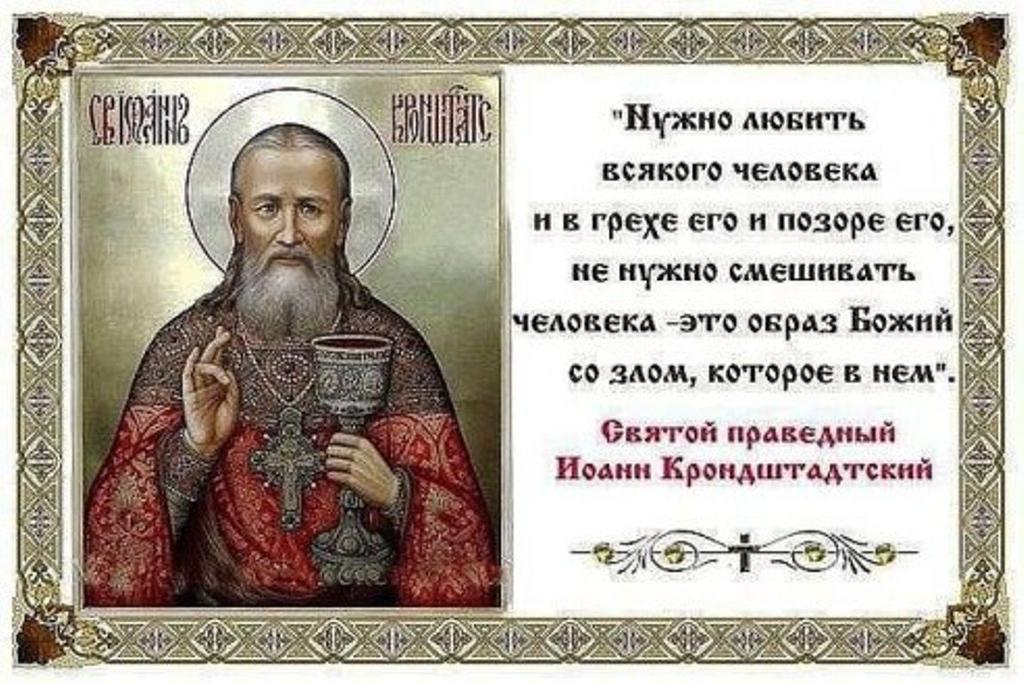 "Нужно любить
всякого человека
и в грехе его и позоре его,
не нужно смешивать
человека -это образ Божий -
со злом, которое в нем".
Святой праведный
Иоанн Крондштадтский